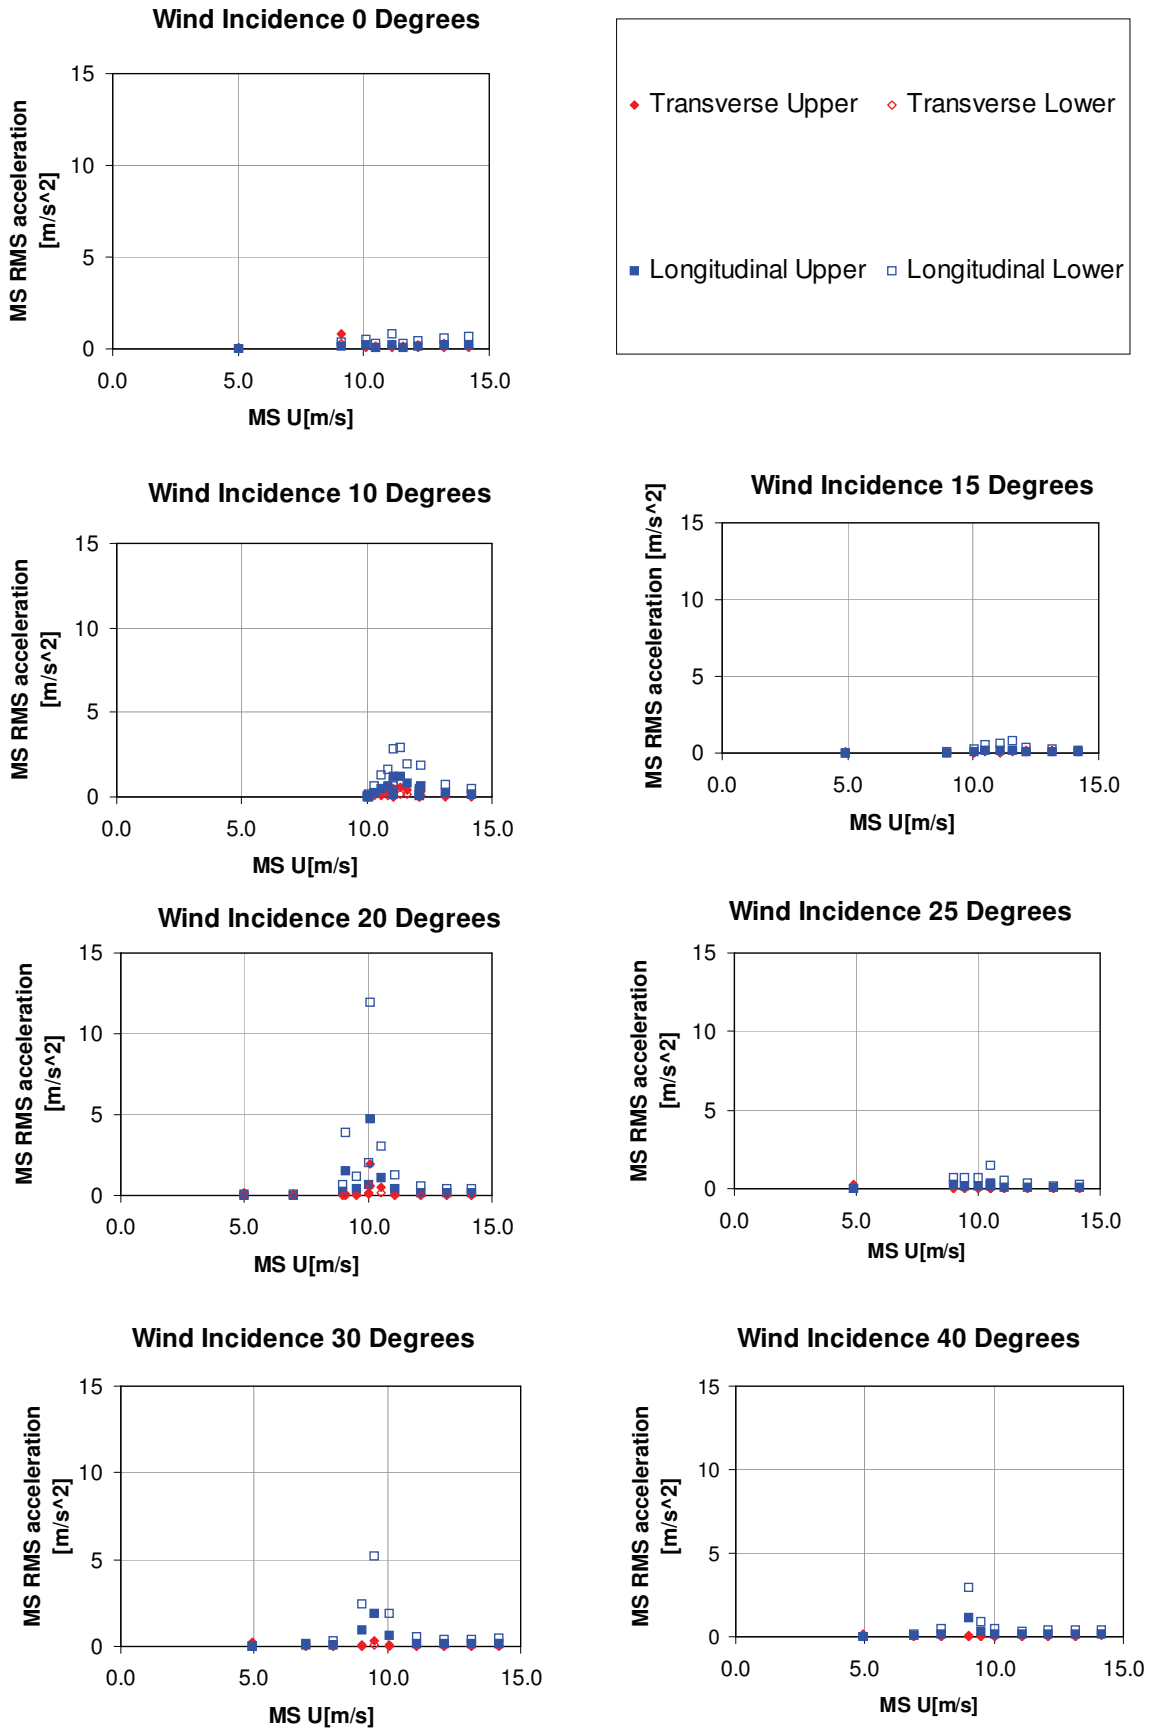 Wind Incidence 0 Degrees
MS RMS acceleration
[m/s^2]
15
10
5
0
0.0 5.0 10.0 15.0
MS U[m/s]
Transverse Upper Transverse Lower
Longitudinal Upper Longitudinal Lower
Wind Incidence 10 Degrees
MS RMS acceleration
[m/s^2]
15
10
5
0
0.0 5.0 10.0 15.0
MS U[m/s]
Wind Incidence 15 Degrees
MS RMS acceleration [m/s^2]
15
10
5
0
0.0 5.0 10.0 15.0
MS U[m/s]
Wind Incidence 20 Degrees
MS RMS acceleration
[m/s^2]
15
10
5
0
0.0 5.0 10.0 15.0
MS U[m/s]
Wind Incidence 25 Degrees
MS RMS acceleration
[m/s^2]
15
10
5
0
0.0 5.0 10.0 15.0
MS U[m/s]
Wind Incidence 30 Degrees
MS RMS acceleration
[m/s^2]
15
10
5
0
0.0 5.0 10.0 15.0
MS U[m/s]
Wind Incidence 40 Degrees
MS RMS acceleration
[m/s^2]
15
10
5
0
0.0 5.0 10.0 15.0
MS U[m/s]